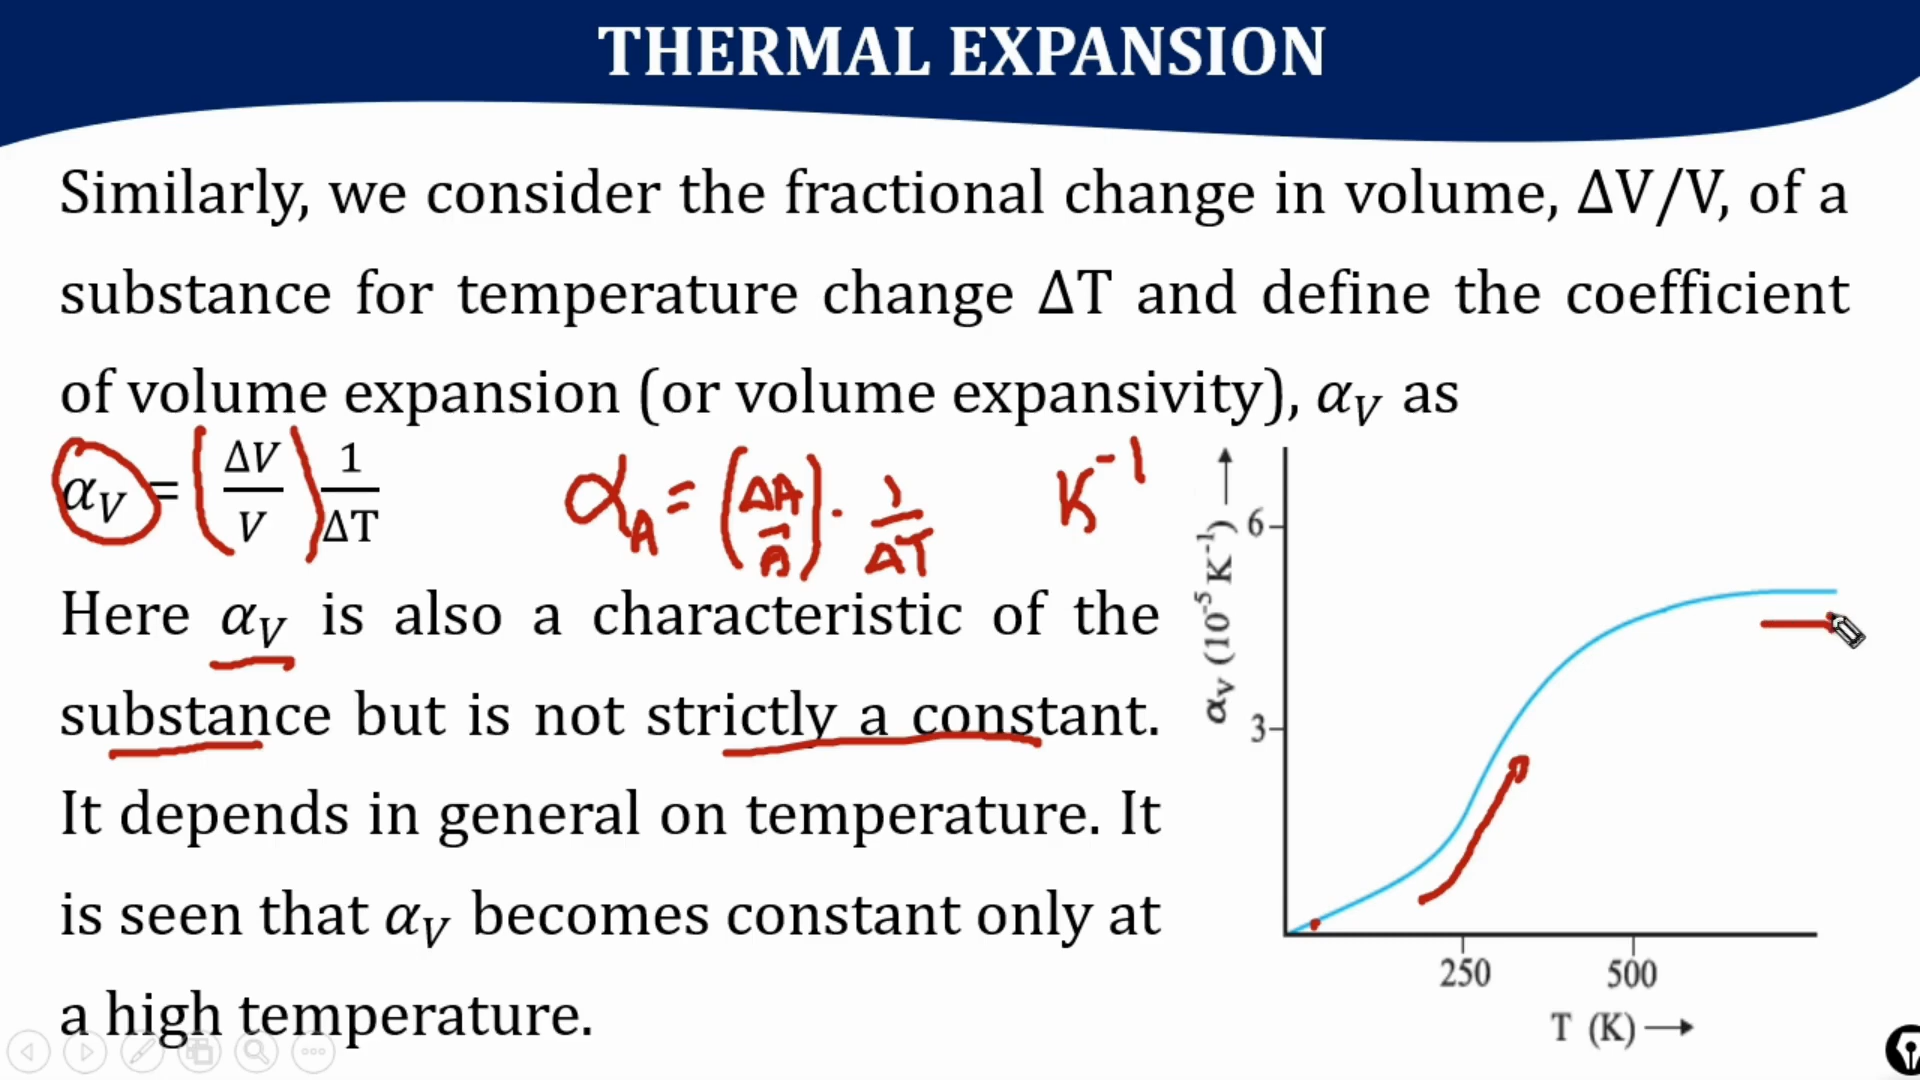 THERMAL EXPANSION
Similarly, we consider the fractional change in volume, ΔV/V, of a
substance for temperature change ΔT and define the coefficient
of volume expansion (or volume expansivity), α_V as
α_V = (ΔV/V) 1/ΔT
α_A = (ΔA/A) · 1/ΔT
K⁻¹
Here α_V is also a characteristic of the
substance but is not strictly a constant.
It depends in general on temperature. It
is seen that α_V becomes constant only at
a high temperature.
α_V (10⁻⁵ K⁻¹) →
6
3
250 500
T (K) →